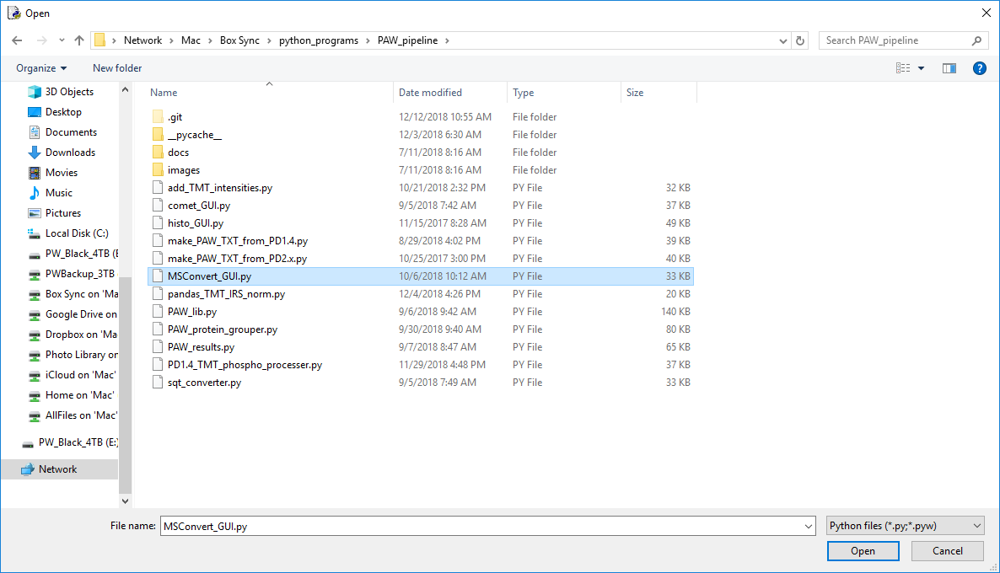 Open
Network > Mac > Box Sync > python_programs > PAW_pipeline >
Search PAW_pipeline
Organize
New folder
3D Objects
Desktop
Documents
Downloads
Movies
Music
Pictures
Local Disk (C:)
PW_Black_4TB (E
PWBackup_3TB
Box Sync on 'Ma
Google Drive on
Dropbox on 'Ma
Photo Library on
iCloud on 'Mac'
Home on 'Mac'
AllFiles on 'Mac'
PW_Black_4TB (E:)
Network
Name Date modified Type Size
.git 12/12/2018 10:55 AM File folder
__pycache__ 12/3/2018 6:30 AM File folder
docs 7/11/2018 8:16 AM File folder
images 7/11/2018 8:16 AM File folder
add_TMT_intensities.py 10/21/2018 2:32 PM PY File 32 KB
comet_GUI.py 9/5/2018 7:42 AM PY File 37 KB
histo_GUI.py 11/15/2017 8:28 AM PY File 49 KB
make_PAW_TXT_from_PD1.4.py 8/29/2018 4:02 PM PY File 39 KB
make_PAW_TXT_from_PD2.x.py 10/25/2017 3:00 PM PY File 40 KB
MSConvert_GUI.py 10/6/2018 10:12 AM PY File 33 KB
pandas_TMT_IRS_norm.py 12/4/2018 4:26 PM PY File 20 KB
PAW_lib.py 9/6/2018 9:42 AM PY File 140 KB
PAW_protein_grouper.py 9/30/2018 9:40 AM PY File 80 KB
PAW_results.py 9/7/2018 8:47 AM PY File 65 KB
PD1.4_TMT_phospho_processer.py 11/29/2018 4:48 PM PY File 37 KB
sqt_converter.py 9/5/2018 7:49 AM PY File 33 KB
File name: MSConvert_GUI.py
Python files (*.py;*.pyw)
Open
Cancel